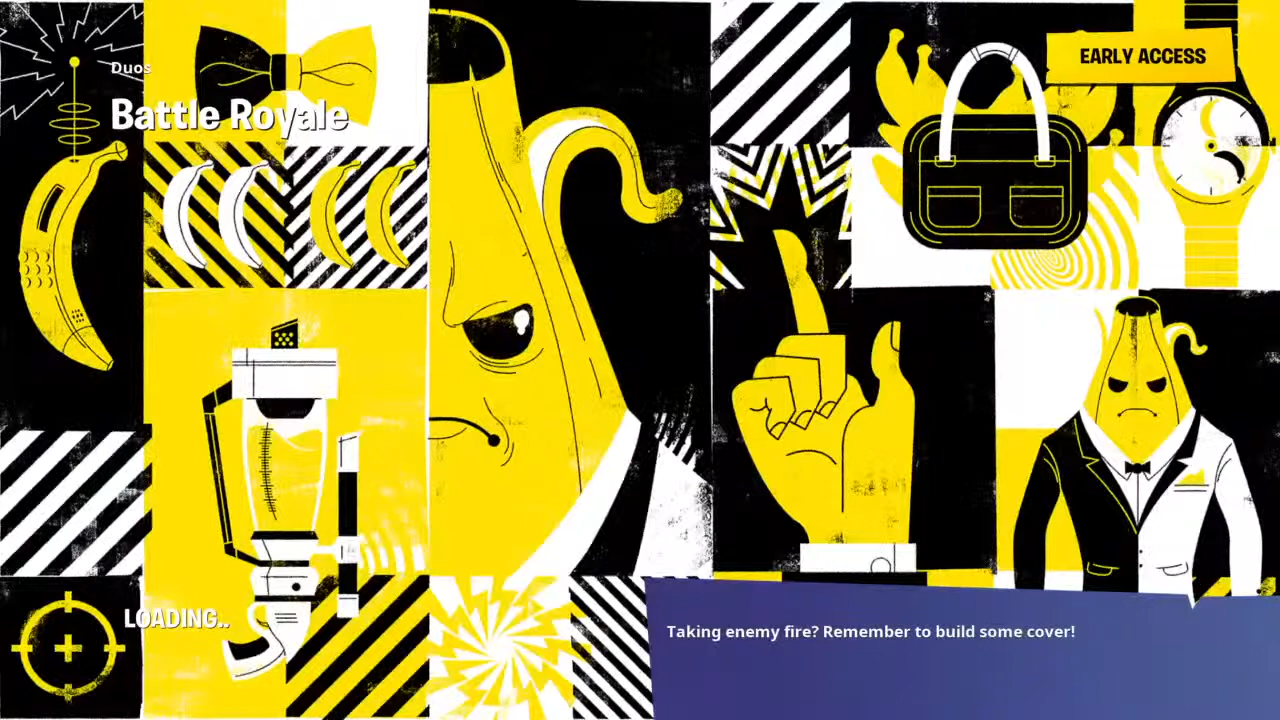 Duos
Battle Royale
EARLY ACCESS
LOADING..
Taking enemy fire? Remember to build some cover!